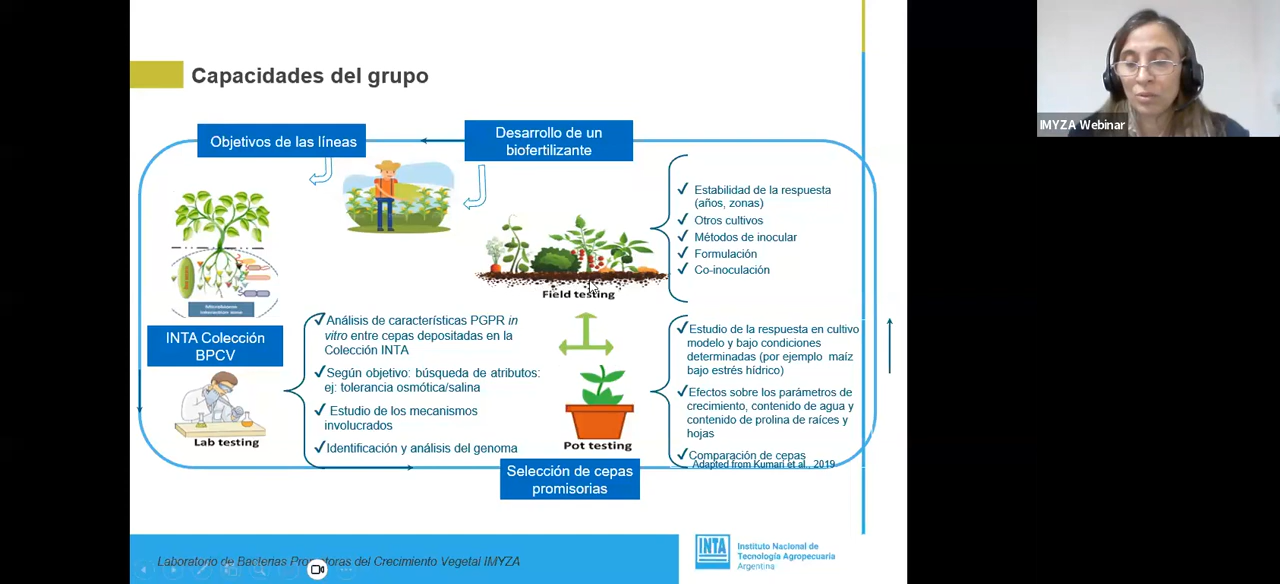 Capacidades del grupo
IMYZA Webinar
Objetivos de las líneas
Desarrollo de un
biofertilizante
Estabilidad de la respuesta
(años, zonas)
Otros cultivos
Métodos de inocular
Formulación
Co-inoculación
Field testing
INTA Colección
BPCV
Análisis de características PGPR in
vitro entre cepas depositadas en la
Colección INTA
Según objetivo: búsqueda de atributos:
ej: tolerancia osmótica/salina
Estudio de los mecanismos
involucrados
Identificación y análisis del genoma
Lab testing
Pot testing
Estudio de la respuesta en cultivo
modelo y bajo condiciones
determinadas (por ejemplo maíz
bajo estrés hídrico)
Efectos sobre los parámetros de
crecimiento, contenido de agua y
contenido de prolina de raíces y
hojas
Comparación de cepas
Adapted from Kumari et al., 2019
Selección de cepas
promisorias
Laboratorio de Bacterias Promotoras del Crecimiento Vegetal IMYZA
INTA
Instituto Nacional de
Tecnología Agropecuaria
Argentina